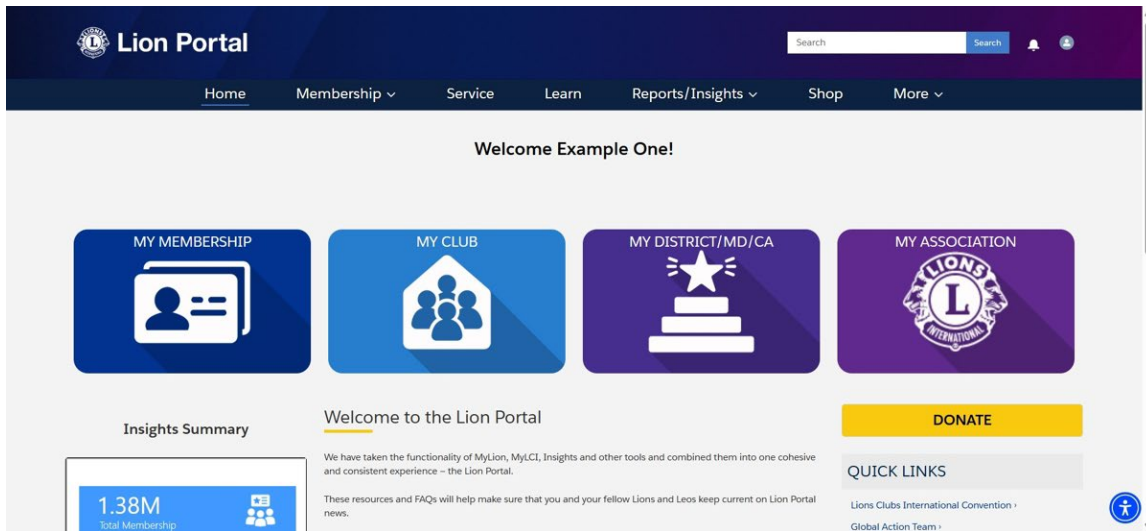 Lion Portal
Search
Search
Home Membership Service Learn Reports/Insights Shop More
Welcome Example One!
MY MEMBERSHIP
MY CLUB
MY DISTRICT/MD/CA
MY ASSOCIATION
LIONS
L
INTERNATIONAL
Insights Summary
1.38M
Total Membership
Welcome to the Lion Portal
We have taken the functionality of MyLion, MyLCI, Insights and other tools and combined them into one cohesive
and consistent experience – the Lion Portal.
These resources and FAQs will help make sure that you and your fellow Lions and Leos keep current on Lion Portal
news.
DONATE
QUICK LINKS
Lions Clubs International Convention ›
Global Action Team ›